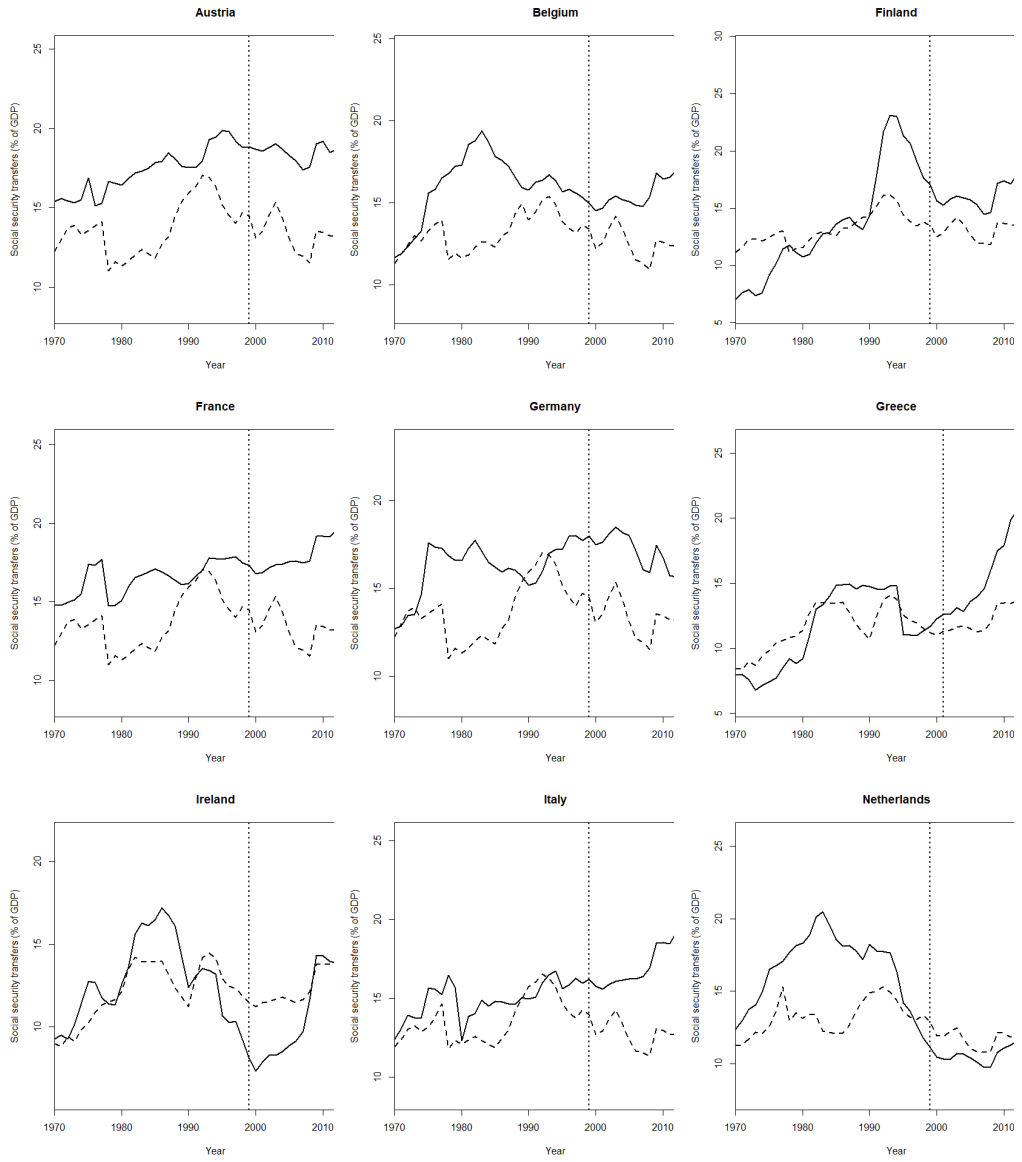 Austria
Social security transfers (% of GDP)
25
20
15
10
1970 1980 1990 2000 2010
Year
Belgium
Social security transfers (% of GDP)
25
20
15
10
1970 1980 1990 2000 2010
Year
Finland
Social security transfers (% of GDP)
30
25
20
15
10
5
1970 1980 1990 2000 2010
Year
France
Social security transfers (% of GDP)
25
20
15
10
1970 1980 1990 2000 2010
Year
Germany
Social security transfers (% of GDP)
20
15
10
1970 1980 1990 2000 2010
Year
Greece
Social security transfers (% of GDP)
25
20
15
10
5
1970 1980 1990 2000 2010
Year
Ireland
Social security transfers (% of GDP)
20
15
10
1970 1980 1990 2000 2010
Year
Italy
Social security transfers (% of GDP)
25
20
15
10
1970 1980 1990 2000 2010
Year
Netherlands
Social security transfers (% of GDP)
25
20
15
10
1970 1980 1990 2000 2010
Year